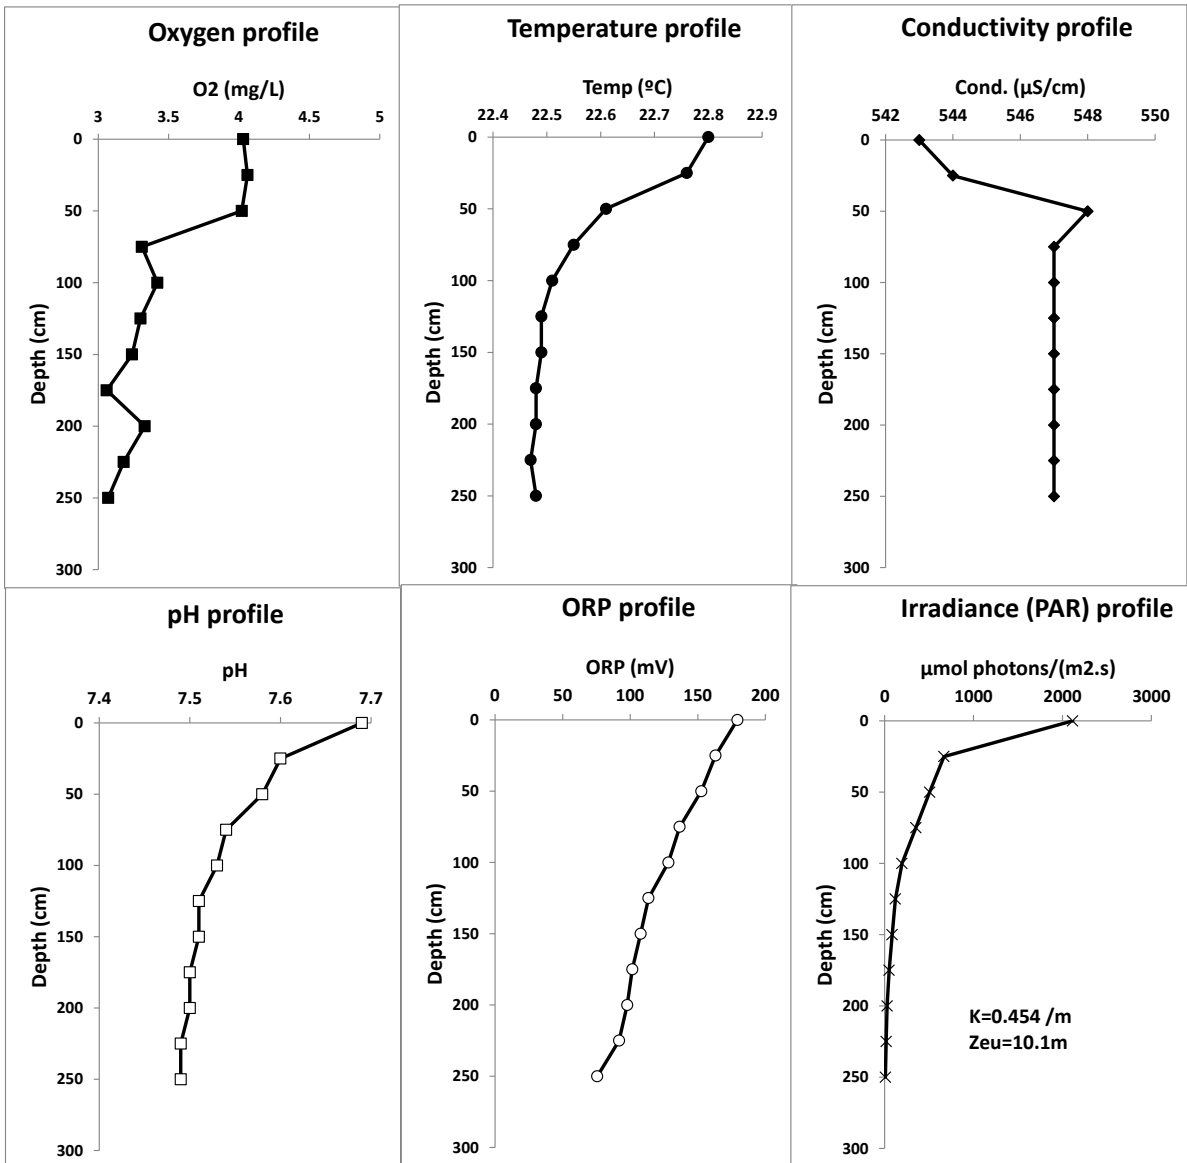 Oxygen profile
O2 (mg/L)
3 3.5 4 4.5 5
0
50
100
150
200
250
300
Depth (cm)
Temperature profile
Temp (ºC)
22.4 22.5 22.6 22.7 22.8 22.9
0
50
100
150
200
250
300
Depth (cm)
Conductivity profile
Cond. (µS/cm)
542 544 546 548 550
0
50
100
150
200
250
300
Depth (cm)
pH profile
pH
7.4 7.5 7.6 7.7
0
50
100
150
200
250
300
Depth (cm)
ORP profile
ORP (mV)
0 50 100 150 200
0
50
100
150
200
250
300
Depth (cm)
Irradiance (PAR) profile
µmol photons/(m2.s)
0 1000 2000 3000
0
50
100
150
200
250
300
Depth (cm)
K=0.454 /m
Zeu=10.1m